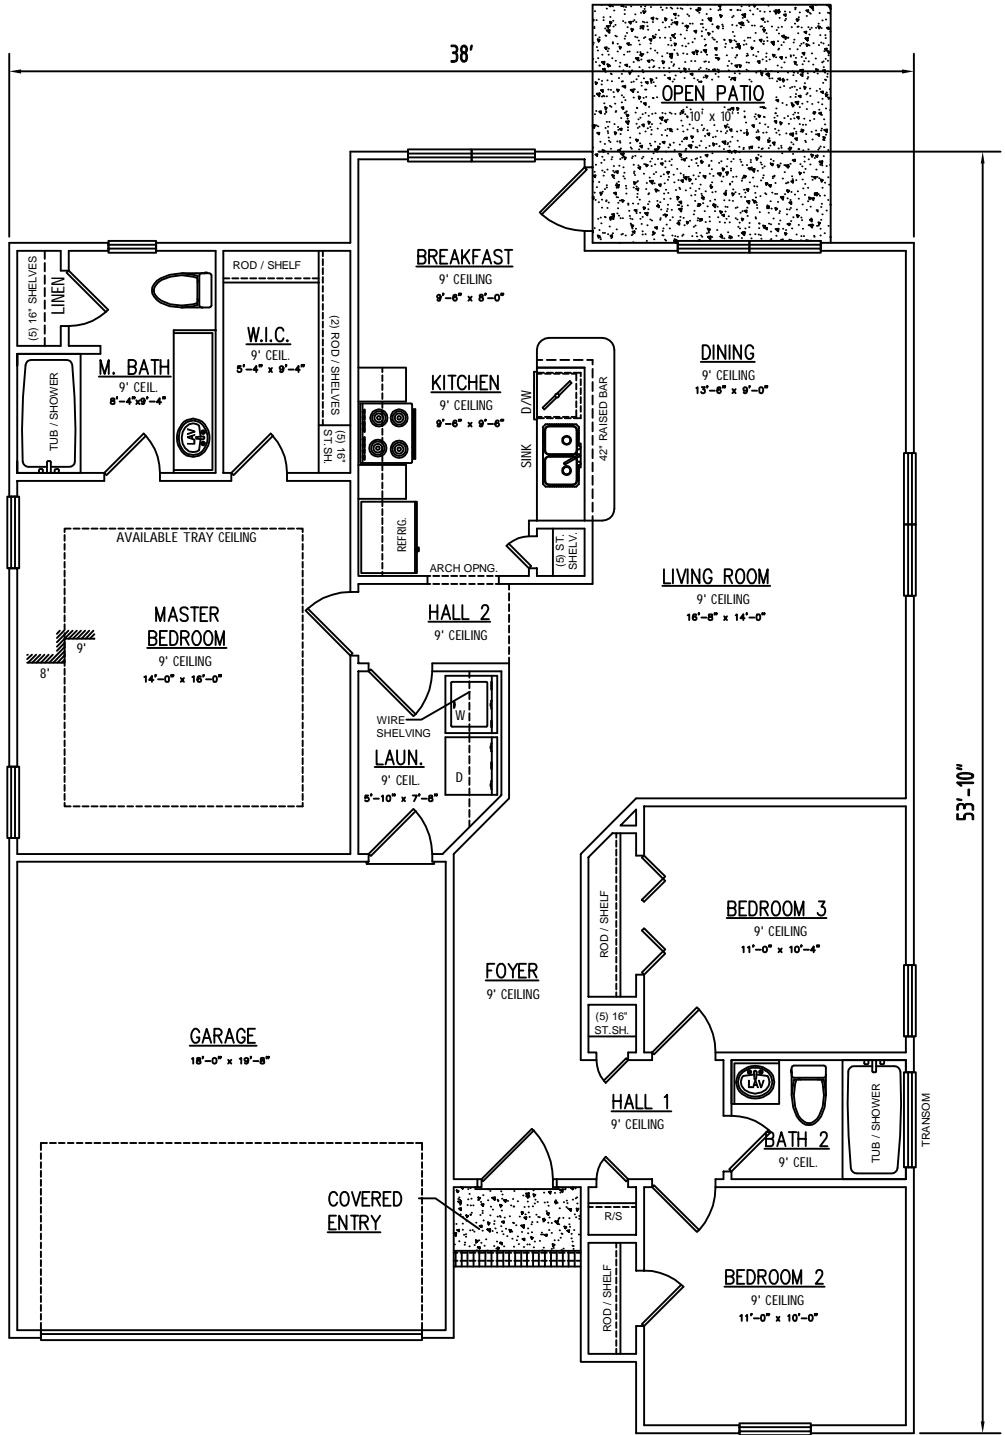 38'
OPEN PATIO
10' x 10'
BREAKFAST
9' CEILING
9'-6" x 8'-0"
(5) 16" SHELVES
LINEN
ROD / SHELF
W.I.C.
9' CEIL.
5'-4" x 9'-4"
(2) ROD / SHELVES
(5) 16"
ST.SH.
M. BATH
9' CEIL.
8'-4"x9'-4"
TUB / SHOWER
LAV
KITCHEN
9' CEILING
9'-6" x 9'-6"
D/W
SINK
42" RAISED BAR
DINING
9' CEILING
13'-6" x 9'-0"
REFRIG.
(5) ST.
SHELV.
ARCH OPNG.
AVAILABLE TRAY CEILING
MASTER
BEDROOM
9' CEILING
14'-0" x 16'-0"
9'
8'
HALL 2
9' CEILING
LIVING ROOM
9' CEILING
16'-8" x 14'-0"
WIRE
SHELVING
W
D
LAUN.
9' CEIL.
5'-10" x 7'-8"
53'-10"
ROD / SHELF
BEDROOM 3
9' CEILING
11'-0" x 10'-4"
FOYER
9' CEILING
(5) 16"
ST.SH.
GARAGE
18'-0" x 19'-8"
HALL 1
9' CEILING
LAV
BATH 2
9' CEIL.
TUB / SHOWER
TRANSOM
COVERED
ENTRY
R/S
ROD / SHELF
BEDROOM 2
9' CEILING
11'-0" x 10'-0"